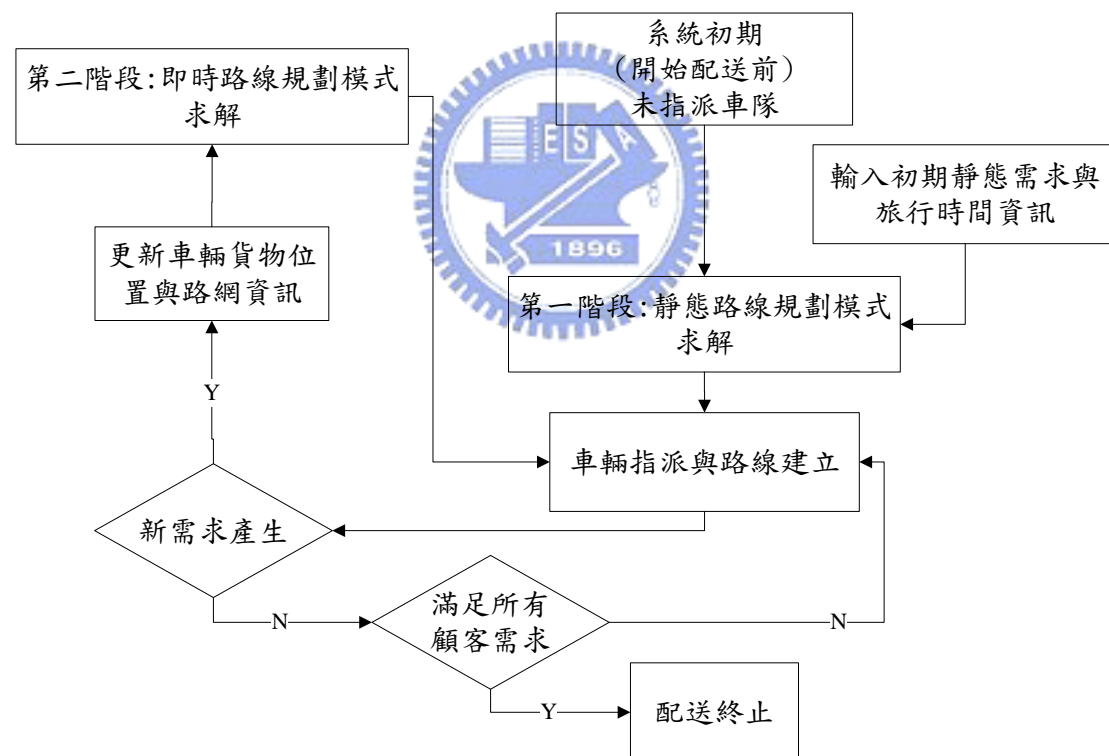 系統初期
(開始配送前)
未指派車隊
第二階段:即時路線規劃模式
求解
ESA
1896
輸入初期靜態需求與
旅行時間資訊
更新車輛貨物位
置與路網資訊
第一階段:靜態路線規劃模式
求解
Y
車輛指派與路線建立
新需求產生
N
滿足所有
顧客需求
N
Y
配送終止